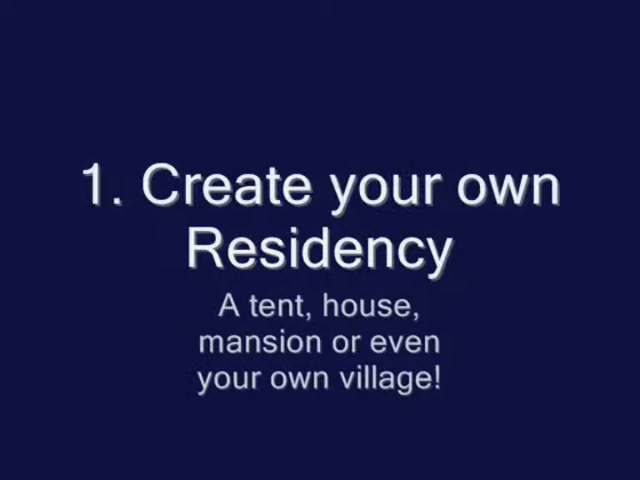 1. Create your own
Residency
A tent, house,
mansion or even
your own village!